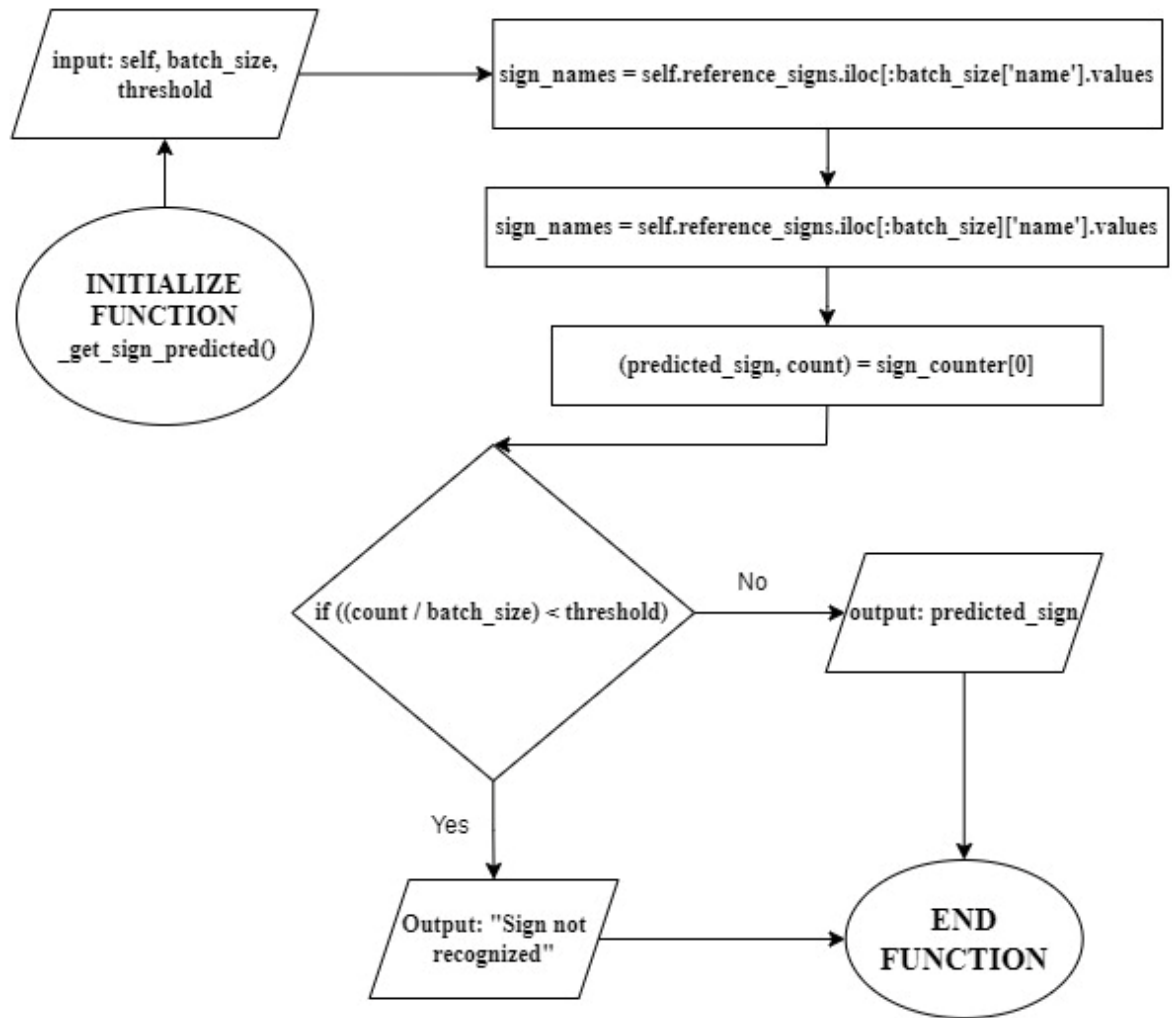 input: self, batch_size,
threshold
sign_names = self.reference_signs.iloc[:batch_size['name'].values
sign_names = self.reference_signs.iloc[:batch_size]['name'].values
INITIALIZE
FUNCTION
_get_sign_predicted()
(predicted_sign, count) = sign_counter[0]
if ((count / batch_size) < threshold)
No
output: predicted_sign
Yes
Output: "Sign not
recognized"
END
FUNCTION